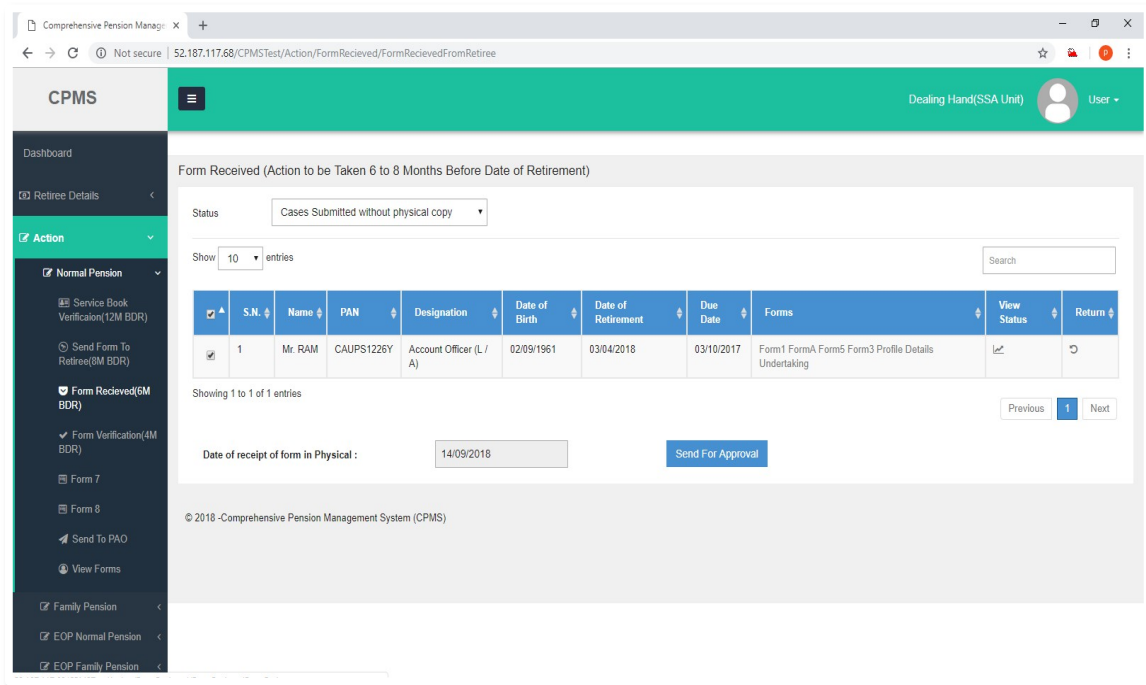 Comprehensive Pension Manage
Not secure | 52.187.117.68/CPMSTest/Action/FormRecieved/FormRecievedFromRetiree
CPMS
Dealing Hand(SSA Unit)
User
Dashboard
Retiree Details
Action
Normal Pension
Service Book
Verificaion(12M BDR)
Send Form To
Retiree(8M BDR)
Form Recieved(6M
BDR)
Form Verification(4M
BDR)
Form 7
Form 8
Send To PAO
View Forms
Family Pension
EOP Normal Pension
EOP Family Pension
Form Received (Action to be Taken 6 to 8 Months Before Date of Retirement)
Status Cases Submitted without physical copy
Show 10 entries
Search
S.N. Name PAN Designation Date of Birth Date of Retirement Due Date Forms View Status Return
1 Mr. RAM CAUPS1226Y Account Officer (L / A) 02/09/1961 03/04/2018 03/10/2017 Form1 FormA Form5 Form3 Profile Details Undertaking
Showing 1 to 1 of 1 entries
Previous 1 Next
Date of receipt of form in Physical : 14/09/2018 Send For Approval
© 2018 -Comprehensive Pension Management System (CPMS)